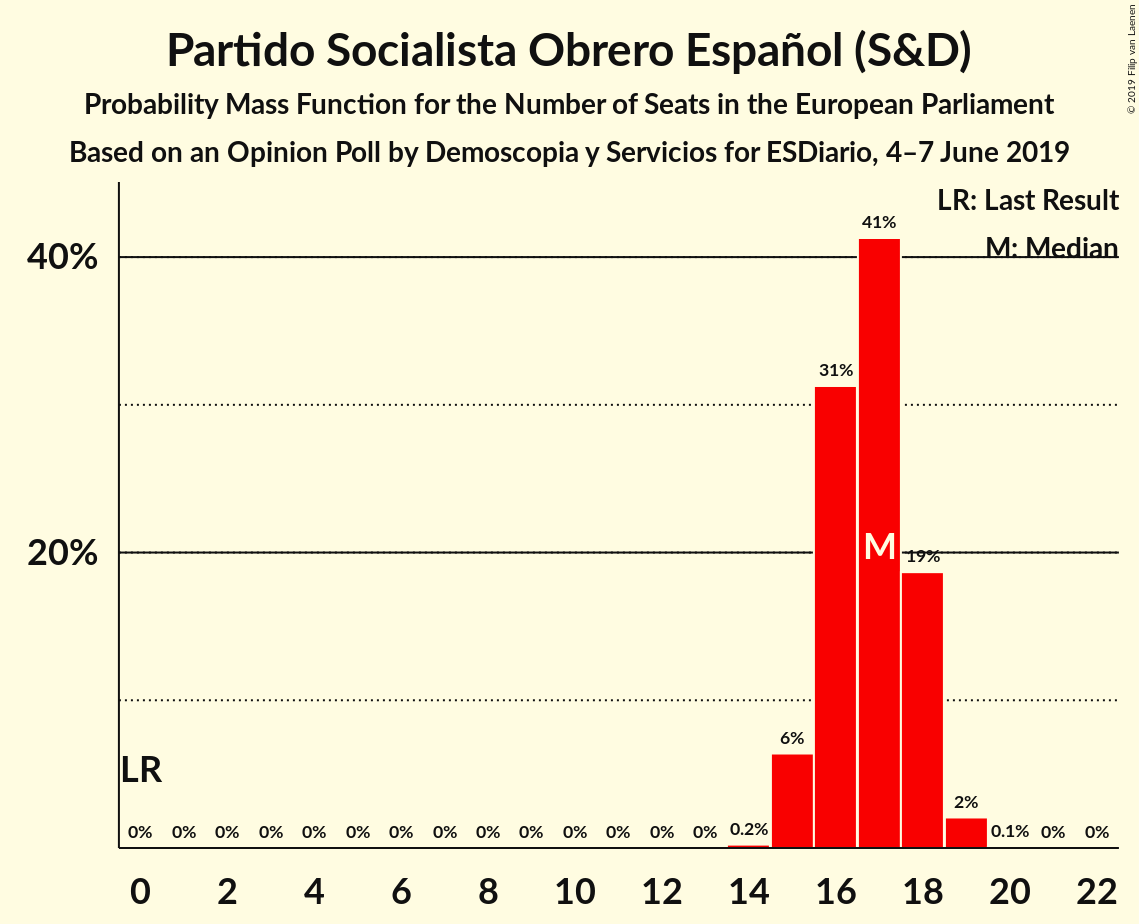 Partido Socialista Obrero Español (S&D)
Probability Mass Function for the Number of Seats in the European Parliament
Based on an Opinion Poll by Demoscopia y Servicios for ESDiario, 4–7 June 2019
© 2019 Filip van Laenen
LR: Last Result
M: Median
40%
20%
41%
31%
M
19%
6%
LR
2%
0% 0% 0% 0% 0% 0% 0% 0% 0% 0% 0% 0% 0% 0% 0.2% 0.1% 0% 0%
0 2 4 6 8 10 12 14 16 18 20 22